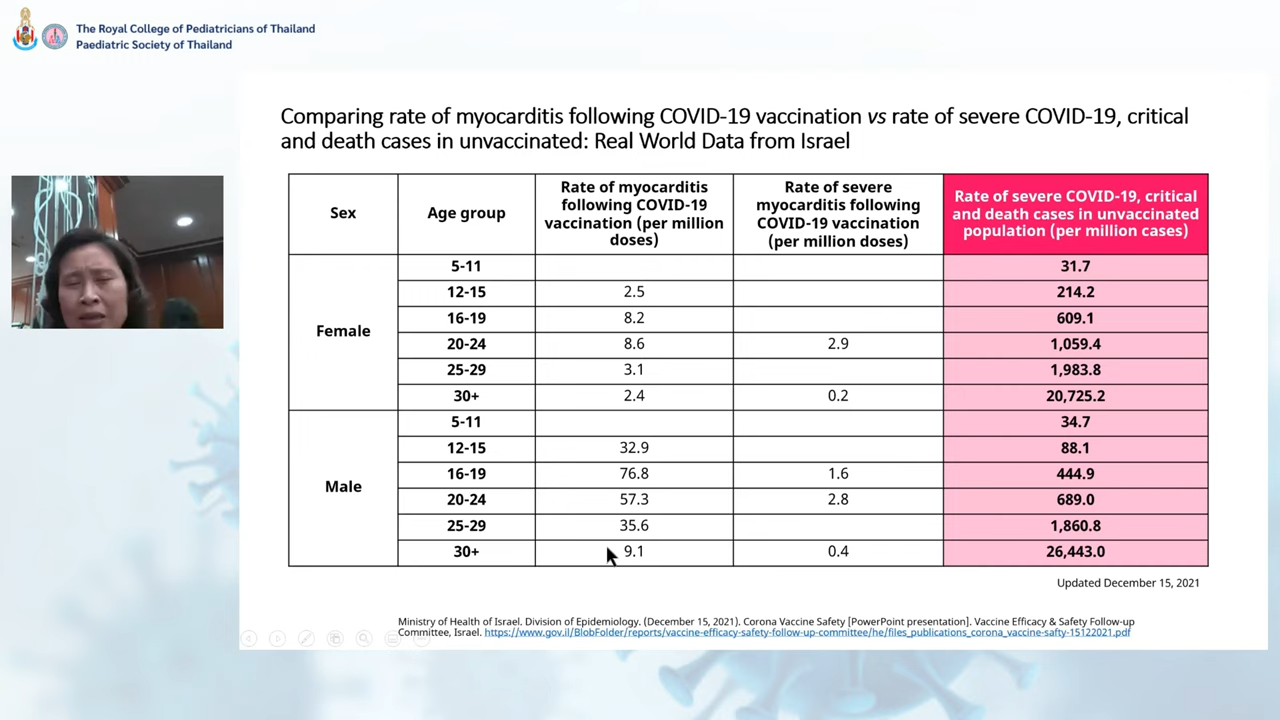 The Royal College of Pediatricians of Thailand
Paediatric Society of Thailand
Comparing rate of myocarditis following COVID-19 vaccination vs rate of severe COVID-19, critical
and death cases in unvaccinated: Real World Data from Israel
Sex
Age group
Rate of myocarditis
following COVID-19
vaccination (per million
doses)
Rate of severe
myocarditis following
COVID-19 vaccination
(per million doses)
Rate of severe COVID-19, critical
and death cases in unvaccinated
population (per million cases)
Female
5-11 31.7
12-15 2.5 214.2
16-19 8.2 609.1
20-24 8.6 2.9 1,059.4
25-29 3.1 1,983.8
30+ 2.4 0.2 20,725.2
Male
5-11 34.7
12-15 32.9 88.1
16-19 76.8 1.6 444.9
20-24 57.3 2.8 689.0
25-29 35.6 1,860.8
30+ 9.1 0.4 26,443.0
Updated December 15, 2021
Ministry of Health of Israel. Division of Epidemiology. (December 15, 2021). Corona Vaccine Safety [PowerPoint presentation]. Vaccine Efficacy & Safety Follow-up
Committee, Israel. https://www.gov.il/BlobFolder/reports/vaccine-efficacy-safety-follow-up-committee/he/files_publications_corona_vaccine-safty-15122021.pdf